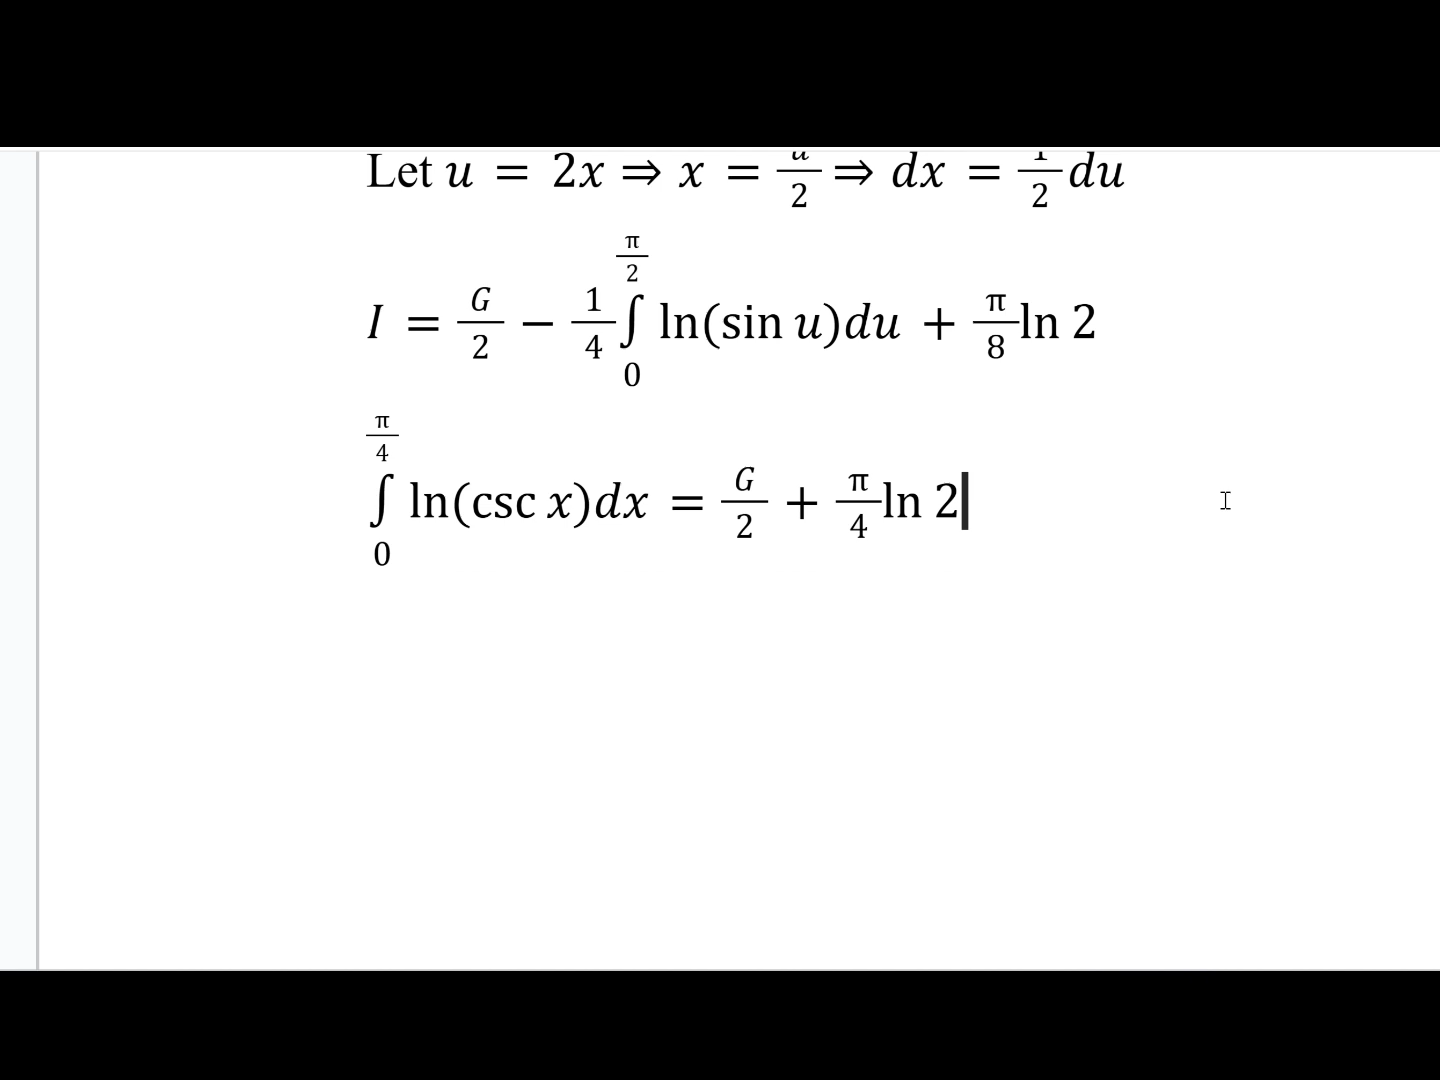 Let u = 2x ⇒ x = u/2 ⇒ dx = 1/2 du
I = G/2 − 1/4 ∫₀^(π/2) ln(sin u)du + π/8 ln 2
∫₀^(π/4) ln(csc x)dx = G/2 + π/4 ln 2